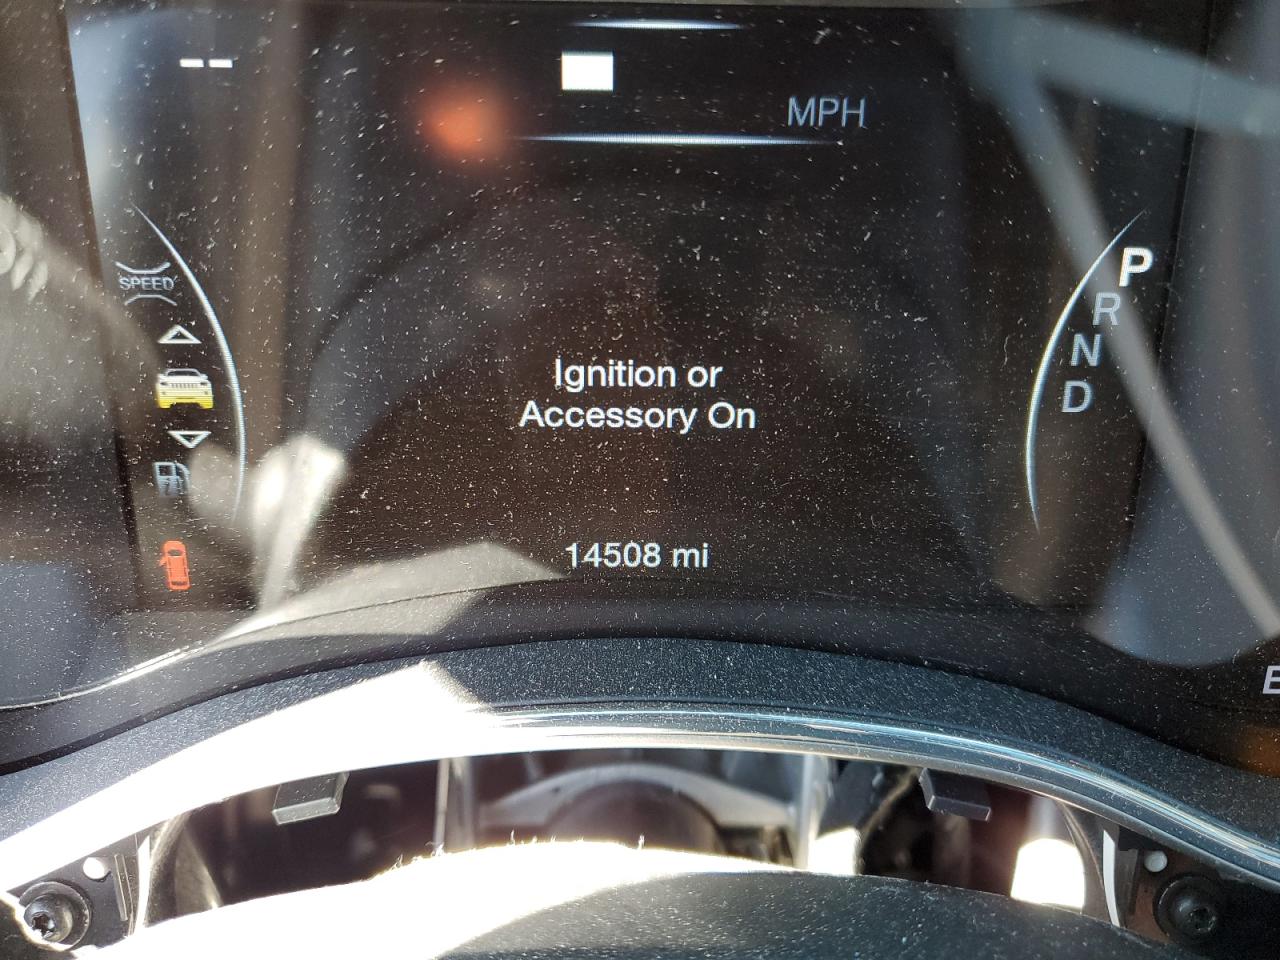 --
MPH
SPEED
P
R
N
D
Ignition or
Accessory On
14508 mi
E